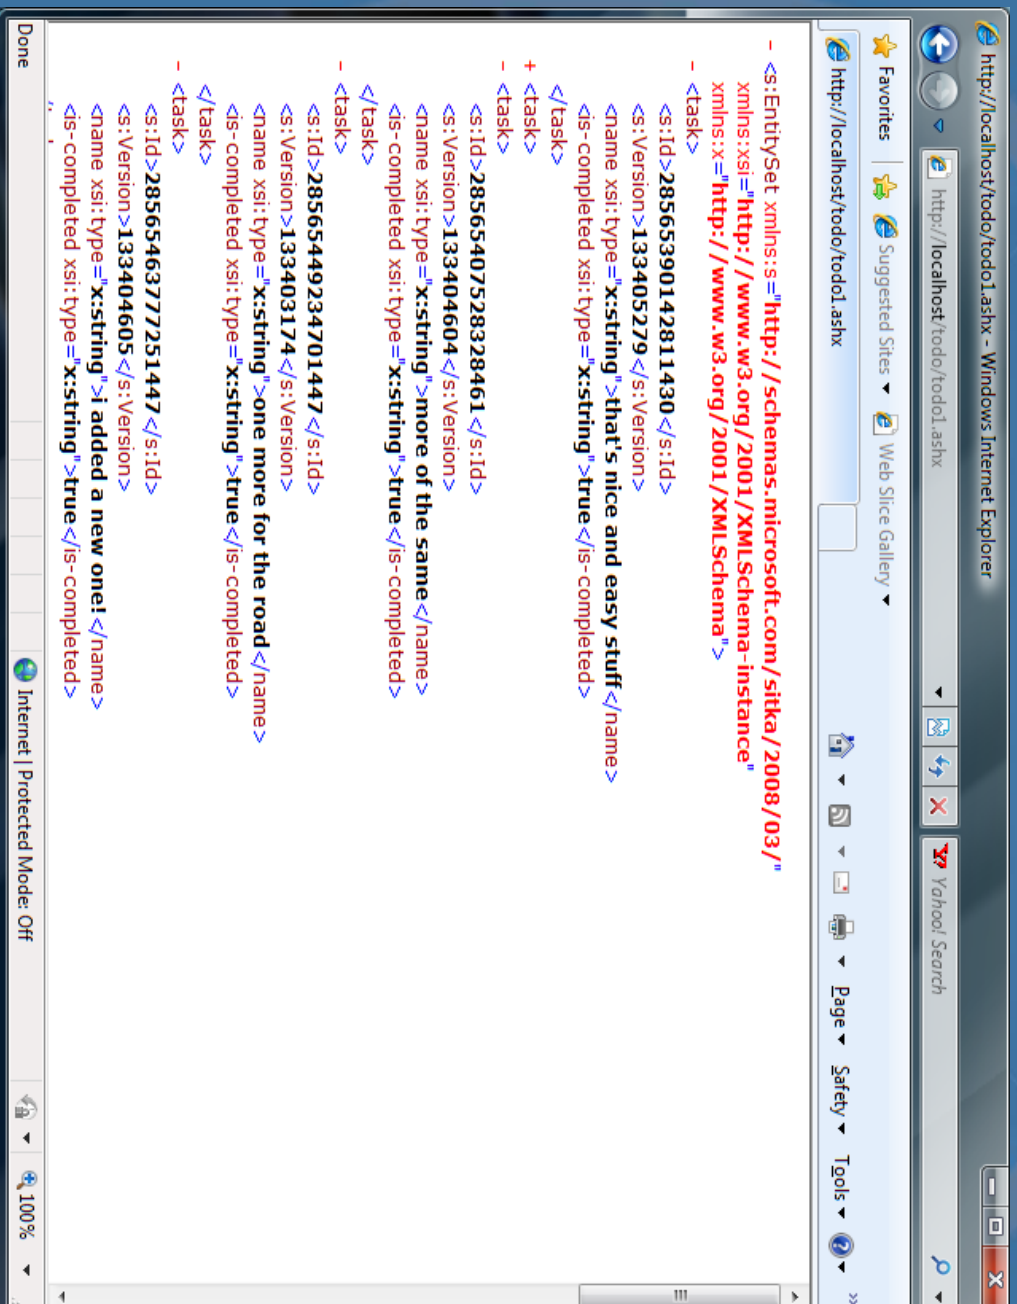 http://localhost/todo/todo1.ashx - Windows Internet Explorer
http://localhost/todo/todo1.ashx
Yahoo! Search
Favorites
Suggested Sites
Web Slice Gallery
http://localhost/todo/todo1.ashx
Page
Safety
Tools
- <s:EntitySet xmlns:s="http://schemas.microsoft.com/sitka/2008/03/"
xmlns:xsi="http://www.w3.org/2001/XMLSchema-instance"
xmlns:x="http://www.w3.org/2001/XMLSchema">
- <task>
<s:Id>2856539014281​1430</s:Id>
<s:Version>133405279</s:Version>
<name xsi:type="x:string">that's nice and easy stuff</name>
<is-completed xsi:type="x:string">true</is-completed>
</task>
+ <task>
- <task>
<s:Id>28565407528328461</s:Id>
<s:Version>133404604</s:Version>
<name xsi:type="x:string">more of the same</name>
<is-completed xsi:type="x:string">true</is-completed>
</task>
- <task>
<s:Id>28565449234701447</s:Id>
<s:Version>133403174</s:Version>
<name xsi:type="x:string">one more for the road</name>
<is-completed xsi:type="x:string">true</is-completed>
</task>
- <task>
<s:Id>28565463777251447</s:Id>
<s:Version>133404605</s:Version>
<name xsi:type="x:string">i added a new one!</name>
<is-completed xsi:type="x:string">true</is-completed>
Done
Internet | Protected Mode: Off
100%